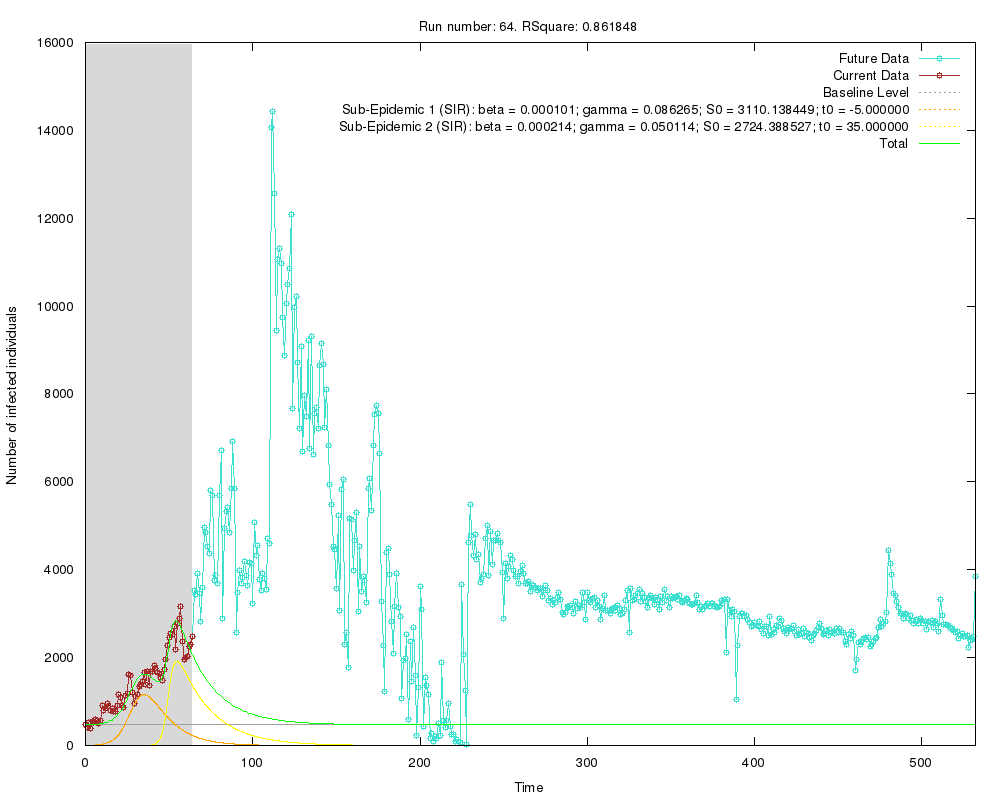 Run number: 64. RSquare: 0.861848
16000
14000
12000
10000
8000
6000
4000
2000
0
Number of infected individuals
Future Data
Current Data
Baseline Level
Sub-Epidemic 1 (SIR): beta = 0.000101; gamma = 0.086265; S0 = 3110.138449; t0 = -5.000000
Sub-Epidemic 2 (SIR): beta = 0.000214; gamma = 0.050114; S0 = 2724.388527; t0 = 35.000000
Total
0 100 200 300 400 500
Time